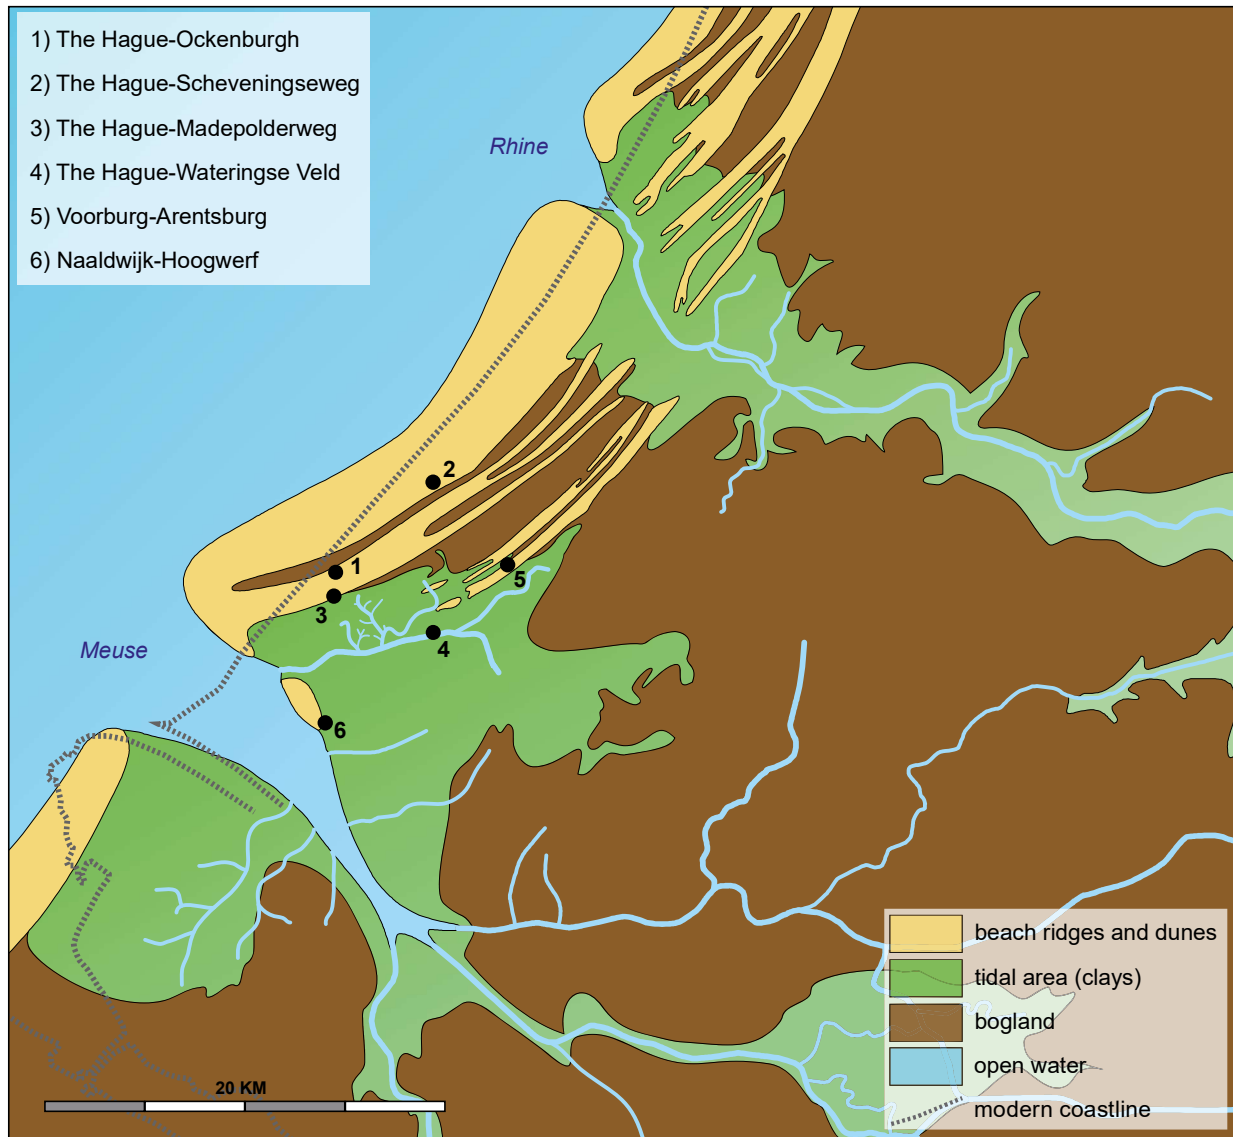 1) The Hague-Ockenburgh
2) The Hague-Scheveningseweg
3) The Hague-Madepolderweg
4) The Hague-Wateringse Veld
5) Voorburg-Arentsburg
6) Naaldwijk-Hoogwerf
Rhine
2
1
5
3
4
Meuse
6
beach ridges and dunes
tidal area (clays)
bogland
open water
modern coastline
20 KM